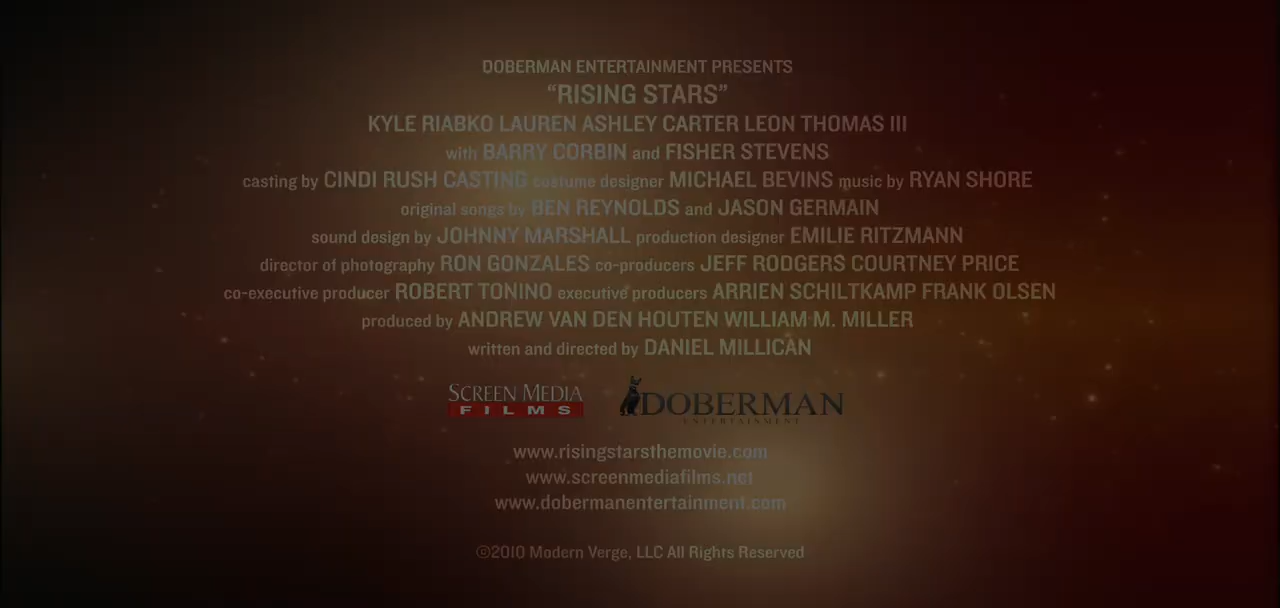 DOBERMAN ENTERTAINMENT PRESENTS
“RISING STARS”
KYLE RIABKO LAUREN ASHLEY CARTER LEON THOMAS III
with BARRY CORBIN and FISHER STEVENS
casting by CINDI RUSH CASTING costume designer MICHAEL BEVINS music by RYAN SHORE
original songs by BEN REYNOLDS and JASON GERMAIN
sound design by JOHNNY MARSHALL production designer EMILIE RITZMANN
director of photography RON GONZALES co-producers JEFF RODGERS COURTNEY PRICE
co-executive producer ROBERT TONINO executive producers ARRIEN SCHILTKAMP FRANK OLSEN
produced by ANDREW VAN DEN HOUTEN WILLIAM M. MILLER
written and directed by DANIEL MILLICAN
SCREEN MEDIA
FILMS
DOBERMAN
ENTERTAINMENT
www.risingstarsthemovie.com
www.screenmediafilms.net
www.dobermanentertainment.com
©2010 Modern Verge, LLC All Rights Reserved